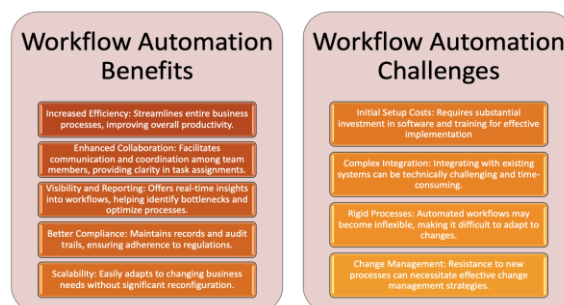 Workflow Automation
Benefits
Increased Efficiency: Streamlines entire business
processes, improving overall productivity.
Enhanced Collaboration: Facilitates
communication and coordination among team
members, providing clarity in task assignments.
Visibility and Reporting: Offers real-time insights
into workflows, helping identify bottlenecks and
optimize processes.
Better Compliance: Maintains records and audit
trails, ensuring adherence to regulations.
Scalability: Easily adapts to changing business
needs without significant reconfiguration.
Workflow Automation
Challenges
Initial Setup Costs: Requires substantial
investment in software and training for effective
implementation
Complex Integration: Integrating with existing
systems can be technically challenging and time-
consuming.
Rigid Processes: Automated workflows may
become inflexible, making it difficult to adapt to
changes.
Change Management: Resistance to new
processes can necessitate effective change
management strategies.